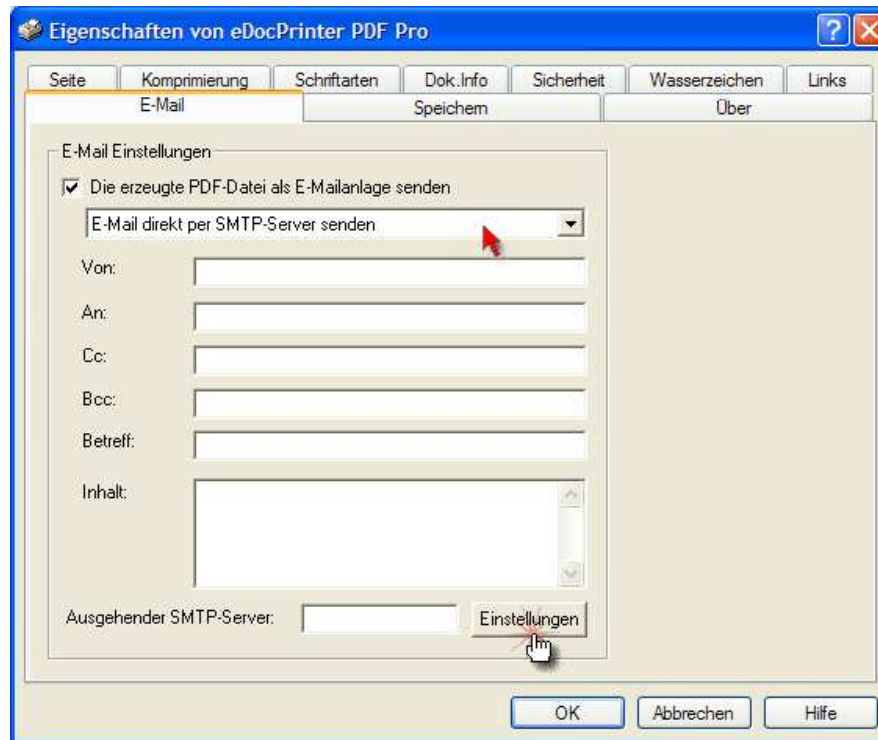 Eigenschaften von eDocPrinter PDF Pro
Seite Komprimierung Schriftarten Dok.Info Sicherheit Wasserzeichen Links
E-Mail Speichern Über
E-Mail Einstellungen
Die erzeugte PDF-Datei als E-Mailanlage senden
E-Mail direkt per SMTP-Server senden
Von:
An:
Cc:
Bcc:
Betreff:
Inhalt:
Ausgehender SMTP-Server: Einstellungen
OK Abbrechen Hilfe